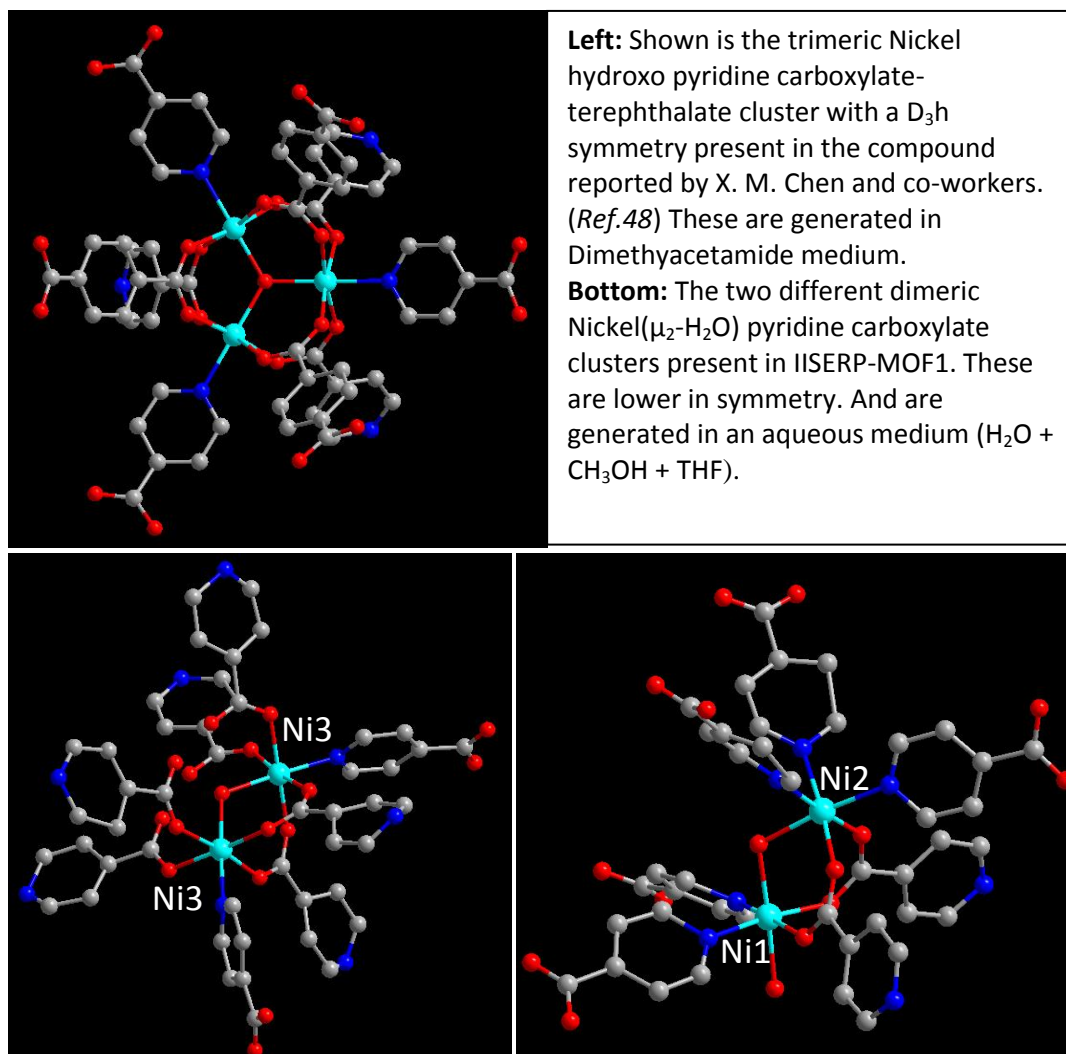 Left: Shown is the trimeric Nickel
hydroxo pyridine carboxylate-
terephthalate cluster with a D₃h
symmetry present in the compound
reported by X. M. Chen and co-workers.
(Ref.48) These are generated in
Dimethyacetamide medium.
Bottom: The two different dimeric
Nickel(μ₂-H₂O) pyridine carboxylate
clusters present in IISERP-MOF1. These
are lower in symmetry. And are
generated in an aqueous medium (H₂O +
CH₃OH + THF).
Ni3
Ni3
Ni2
Ni1